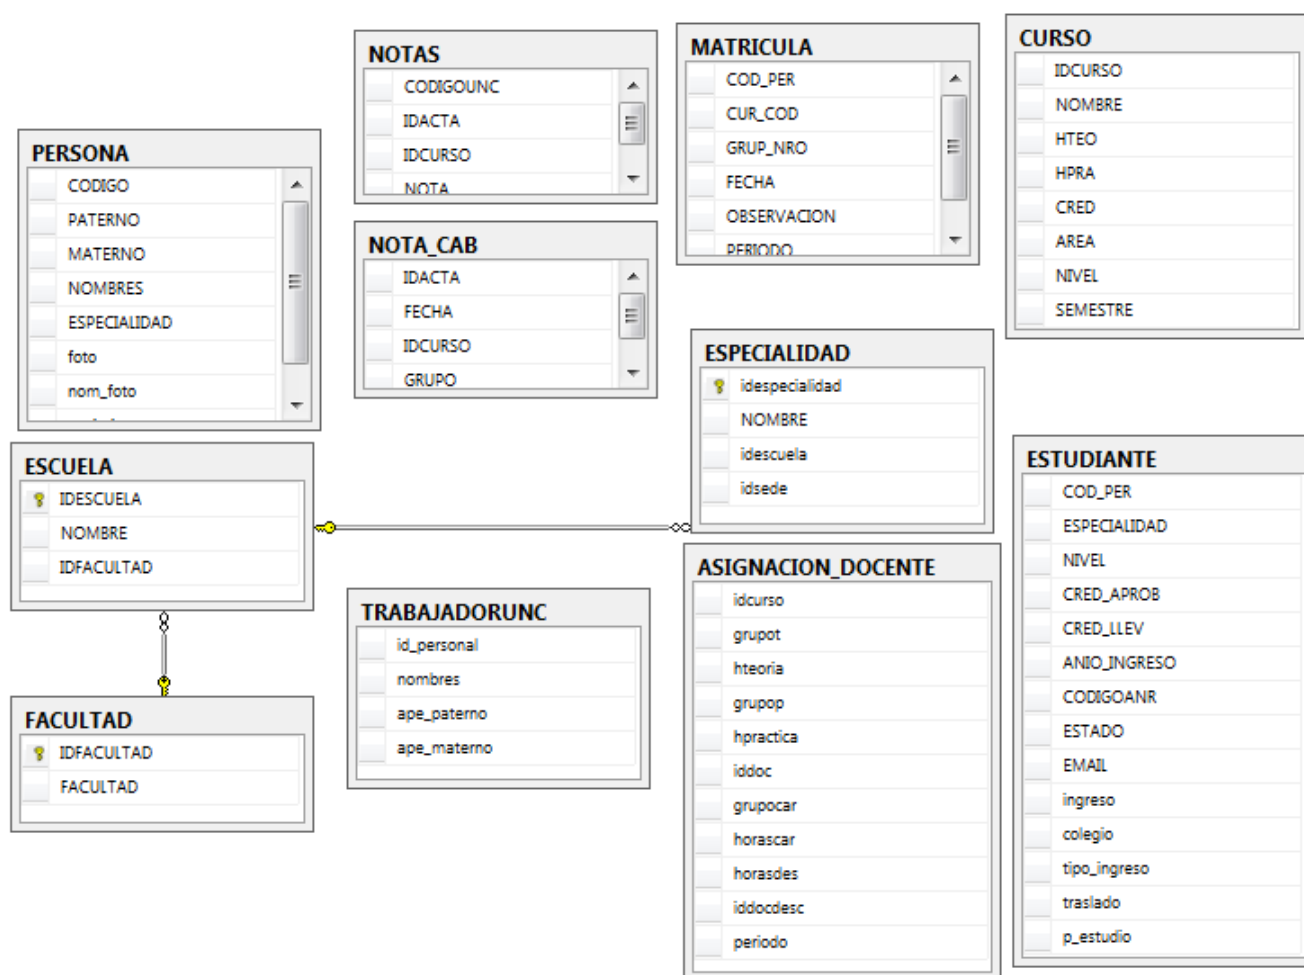 NOTAS
CODIGOUNC
IDACTA
IDCURSO
NOTA
MATRICULA
COD_PER
CUR_COD
GRUP_NRO
FECHA
OBSERVACION
PERIODO
CURSO
IDCURSO
NOMBRE
HTEO
HPRA
CRED
AREA
NIVEL
SEMESTRE
PERSONA
CODIGO
PATERNO
MATERNO
NOMBRES
ESPECIALIDAD
foto
nom_foto
NOTA_CAB
IDACTA
FECHA
IDCURSO
GRUPO
ESPECIALIDAD
idespecialidad
NOMBRE
idescuela
idsede
ESCUELA
IDESCUELA
NOMBRE
IDFACULTAD
ESTUDIANTE
COD_PER
ESPECIALIDAD
NIVEL
CRED_APROB
CRED_LLEV
ANIO_INGRESO
CODIGOANR
ESTADO
EMAIL
ingreso
colegio
tipo_ingreso
traslado
p_estudio
TRABAJADORUNC
id_personal
nombres
ape_paterno
ape_materno
ASIGNACION_DOCENTE
idcurso
grupot
hteoria
grupop
hpractica
iddoc
grupocar
horascar
horasdes
iddocdesc
periodo
FACULTAD
IDFACULTAD
FACULTAD